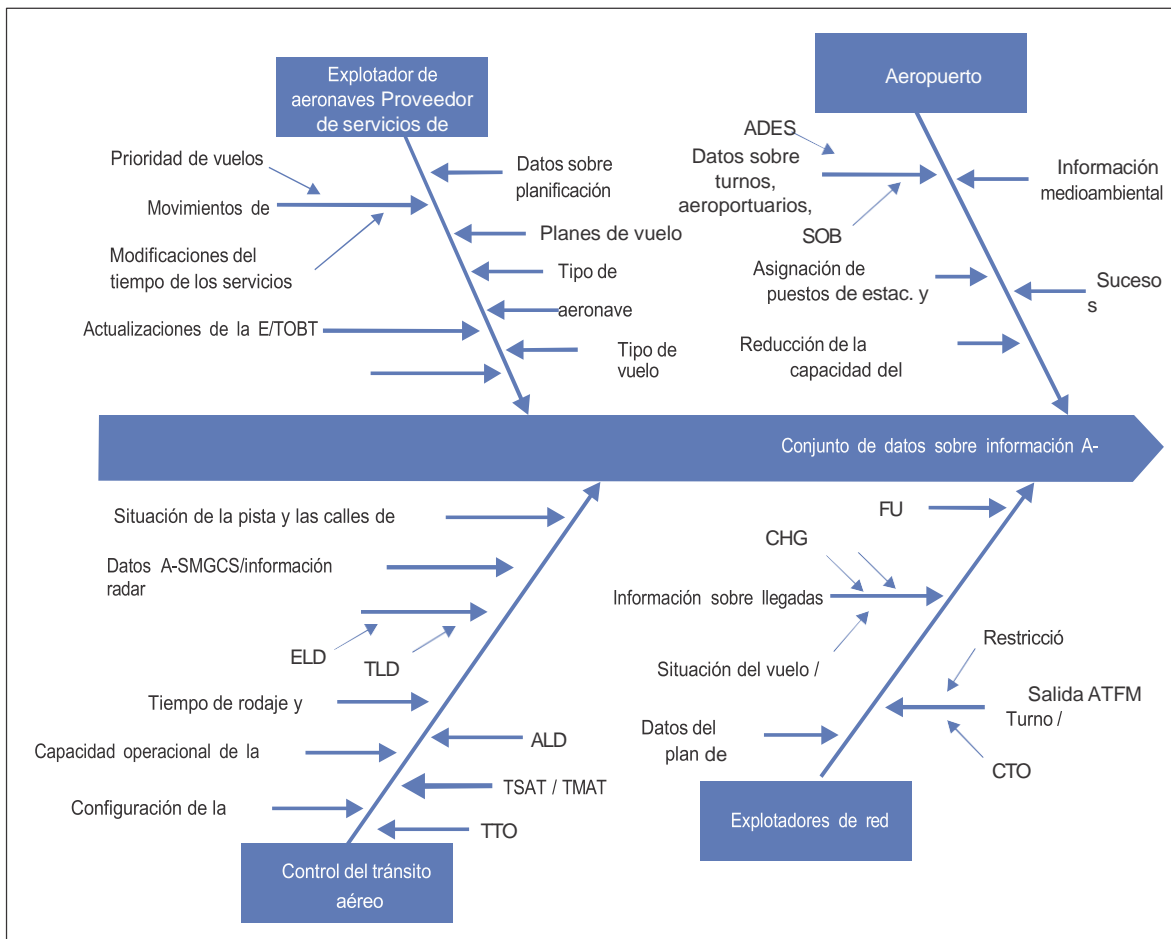 Explotador de
aeronaves Proveedor
de servicios de
Aeropuerto
Prioridad de vuelos
Movimientos de
Modificaciones del
tiempo de los servicios
Actualizaciones de la E/TOBT
Datos sobre
planificación
Planes de vuelo
Tipo de
aeronave
Tipo de
vuelo
ADES
Datos sobre
turnos,
aeroportuarios,
SOB
Asignación de
puestos de estac. y
Reducción de la
capacidad del
Información
medioambiental
Suceso
s
Conjunto de datos sobre información A-
Situación de la pista y las calles de
Datos A-SMGCS/información
radar
ELD
TLD
Tiempo de rodaje y
Capacidad operacional de la
Configuración de la
ALD
TSAT / TMAT
TTO
Control del tránsito
aéreo
FU
CHG
Información sobre llegadas
Situación del vuelo /
Datos del
plan de
Restricció
Salida ATFM
Turno /
CTO
Explotadores de red